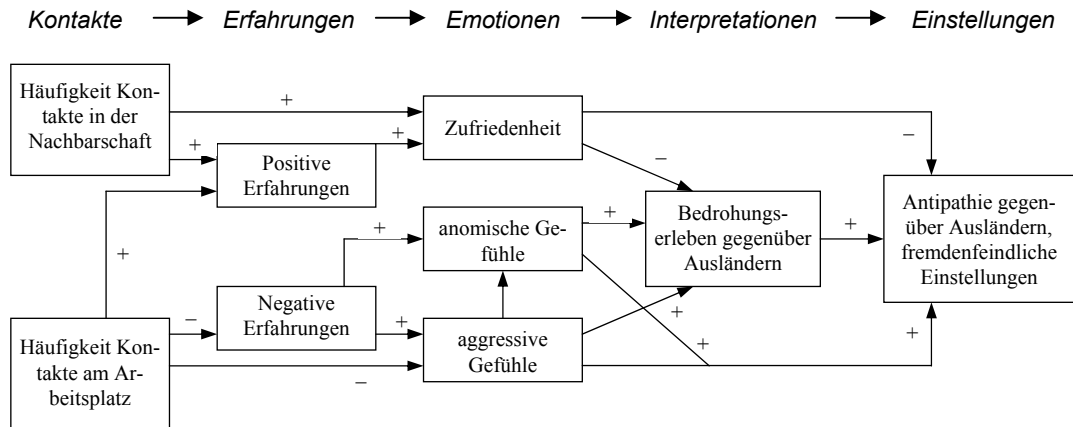 Kontakte Erfahrungen Emotionen Interpretationen Einstellungen
Häufigkeit Kon-
takte in der
Nachbarschaft
+
+
+
Positive
Erfahrungen
Zufriedenheit
–
–
+
anomische Ge-
fühle
+
+
Bedrohungs-
erleben gegenüber
Ausländern
+
Antipathie gegen-
über Ausländern,
fremdenfeindliche
Einstellungen
Häufigkeit Kon-
takte am Ar-
beitsplatz
–
Negative
Erfahrungen
+
–
aggressive
Gefühle
+
+
+